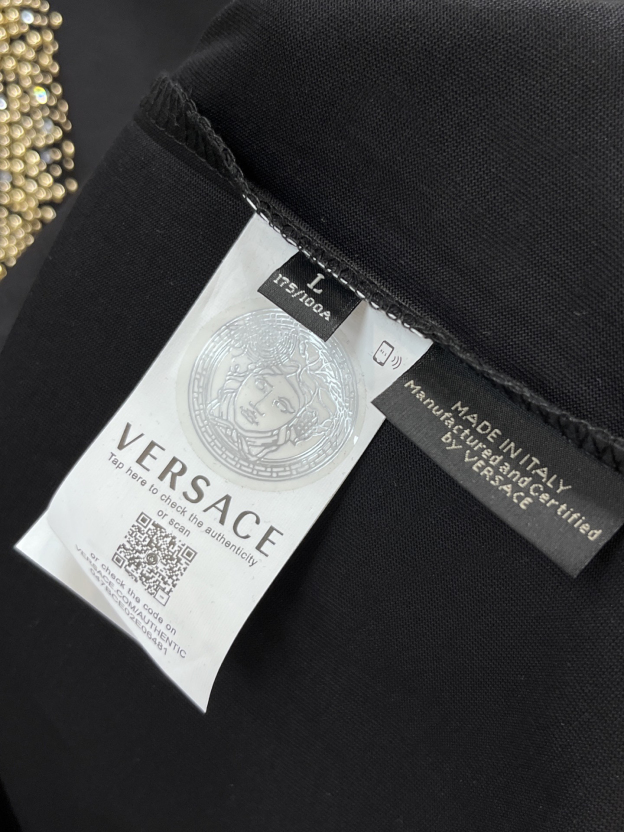 L
175/100A
VERSACE
Tap here to check the authenticity
or scan
or check the code on
VERSACE.COM/AUTHENTIC
MADE IN ITALY
Manufactured and Certified
by VERSACE